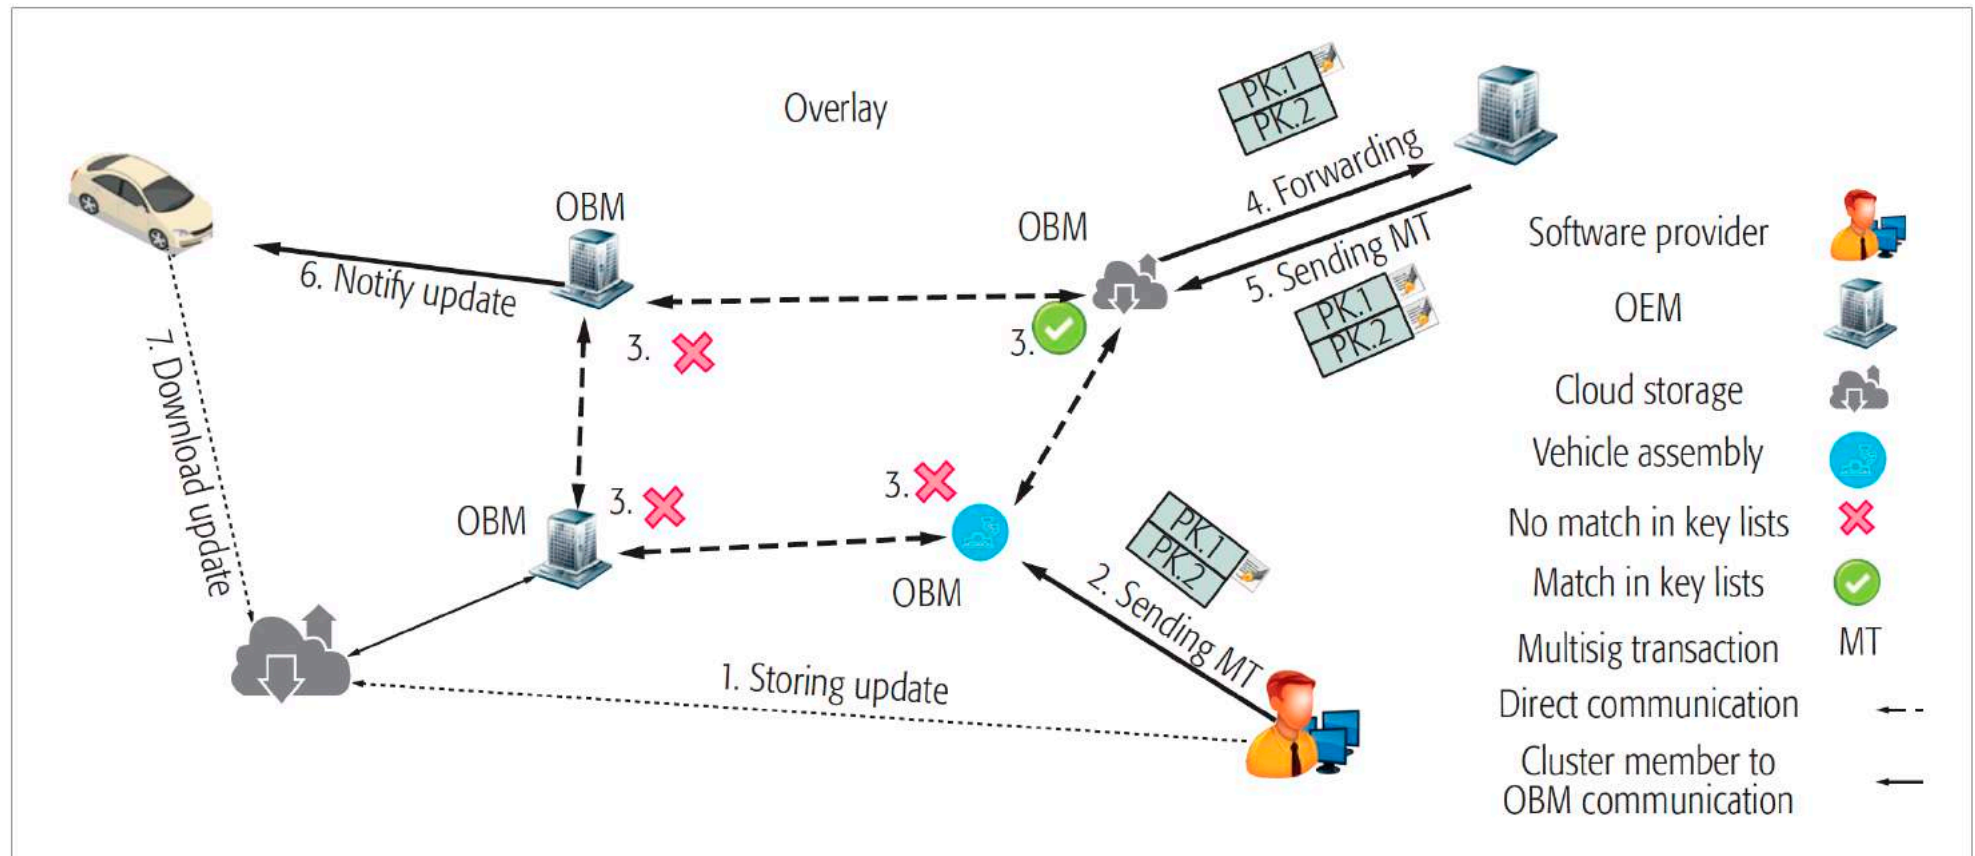 Overlay
PK.1
PK.2
4. Forwarding
5. Sending MT
PK.1
PK.2
OBM
OBM
6. Notify update
3.
3.
7. Download update
OBM
3.
3.
OBM
PK.1
PK.2
2. Sending MT
1. Storing update
Software provider
OEM
Cloud storage
Vehicle assembly
No match in key lists
Match in key lists
Multisig transaction MT
Direct communication
Cluster member to
OBM communication